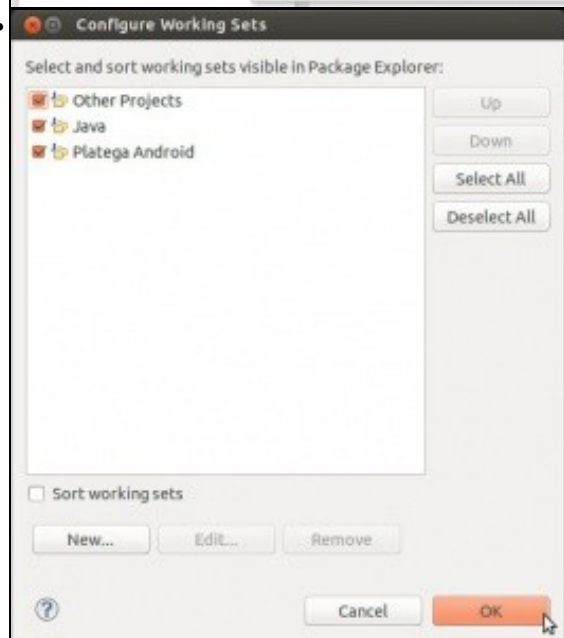 Configure Working Sets
Select and sort working sets visible in Package Explorer:
Other Projects
Java
Platega Android
Up
Down
Select All
Deselect All
Sort working sets
New...
Edit...
Remove
?
Cancel
OK